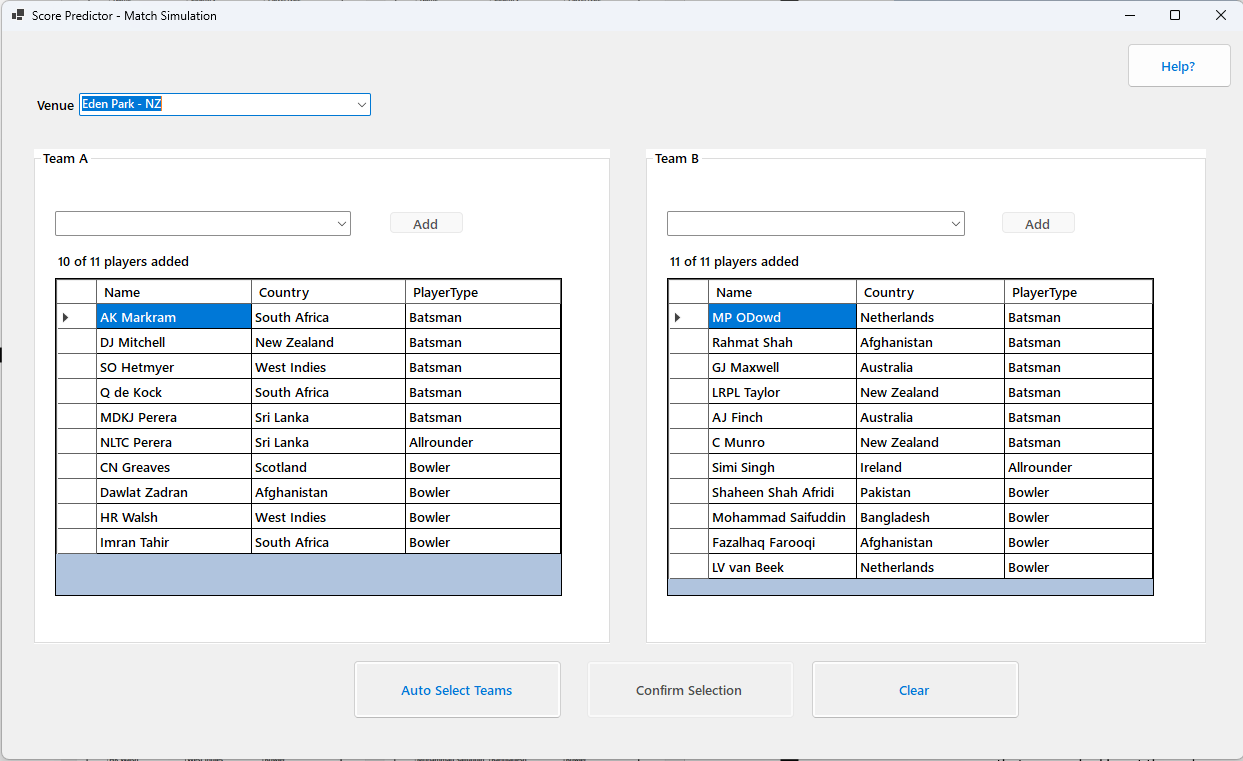 Score Predictor - Match Simulation
Help?
Venue Eden Park - NZ
Team A
Add
10 of 11 players added
Name Country PlayerType
AK Markram South Africa Batsman
DJ Mitchell New Zealand Batsman
SO Hetmyer West Indies Batsman
Q de Kock South Africa Batsman
MDKJ Perera Sri Lanka Batsman
NLTC Perera Sri Lanka Allrounder
CN Greaves Scotland Bowler
Dawlat Zadran Afghanistan Bowler
HR Walsh West Indies Bowler
Imran Tahir South Africa Bowler
Team B
Add
11 of 11 players added
Name Country PlayerType
MP ODowd Netherlands Batsman
Rahmat Shah Afghanistan Batsman
GJ Maxwell Australia Batsman
LRPL Taylor New Zealand Batsman
AJ Finch Australia Batsman
C Munro New Zealand Batsman
Simi Singh Ireland Allrounder
Shaheen Shah Afridi Pakistan Bowler
Mohammad Saifuddin Bangladesh Bowler
Fazalhaq Farooqi Afghanistan Bowler
LV van Beek Netherlands Bowler
Auto Select Teams Confirm Selection Clear